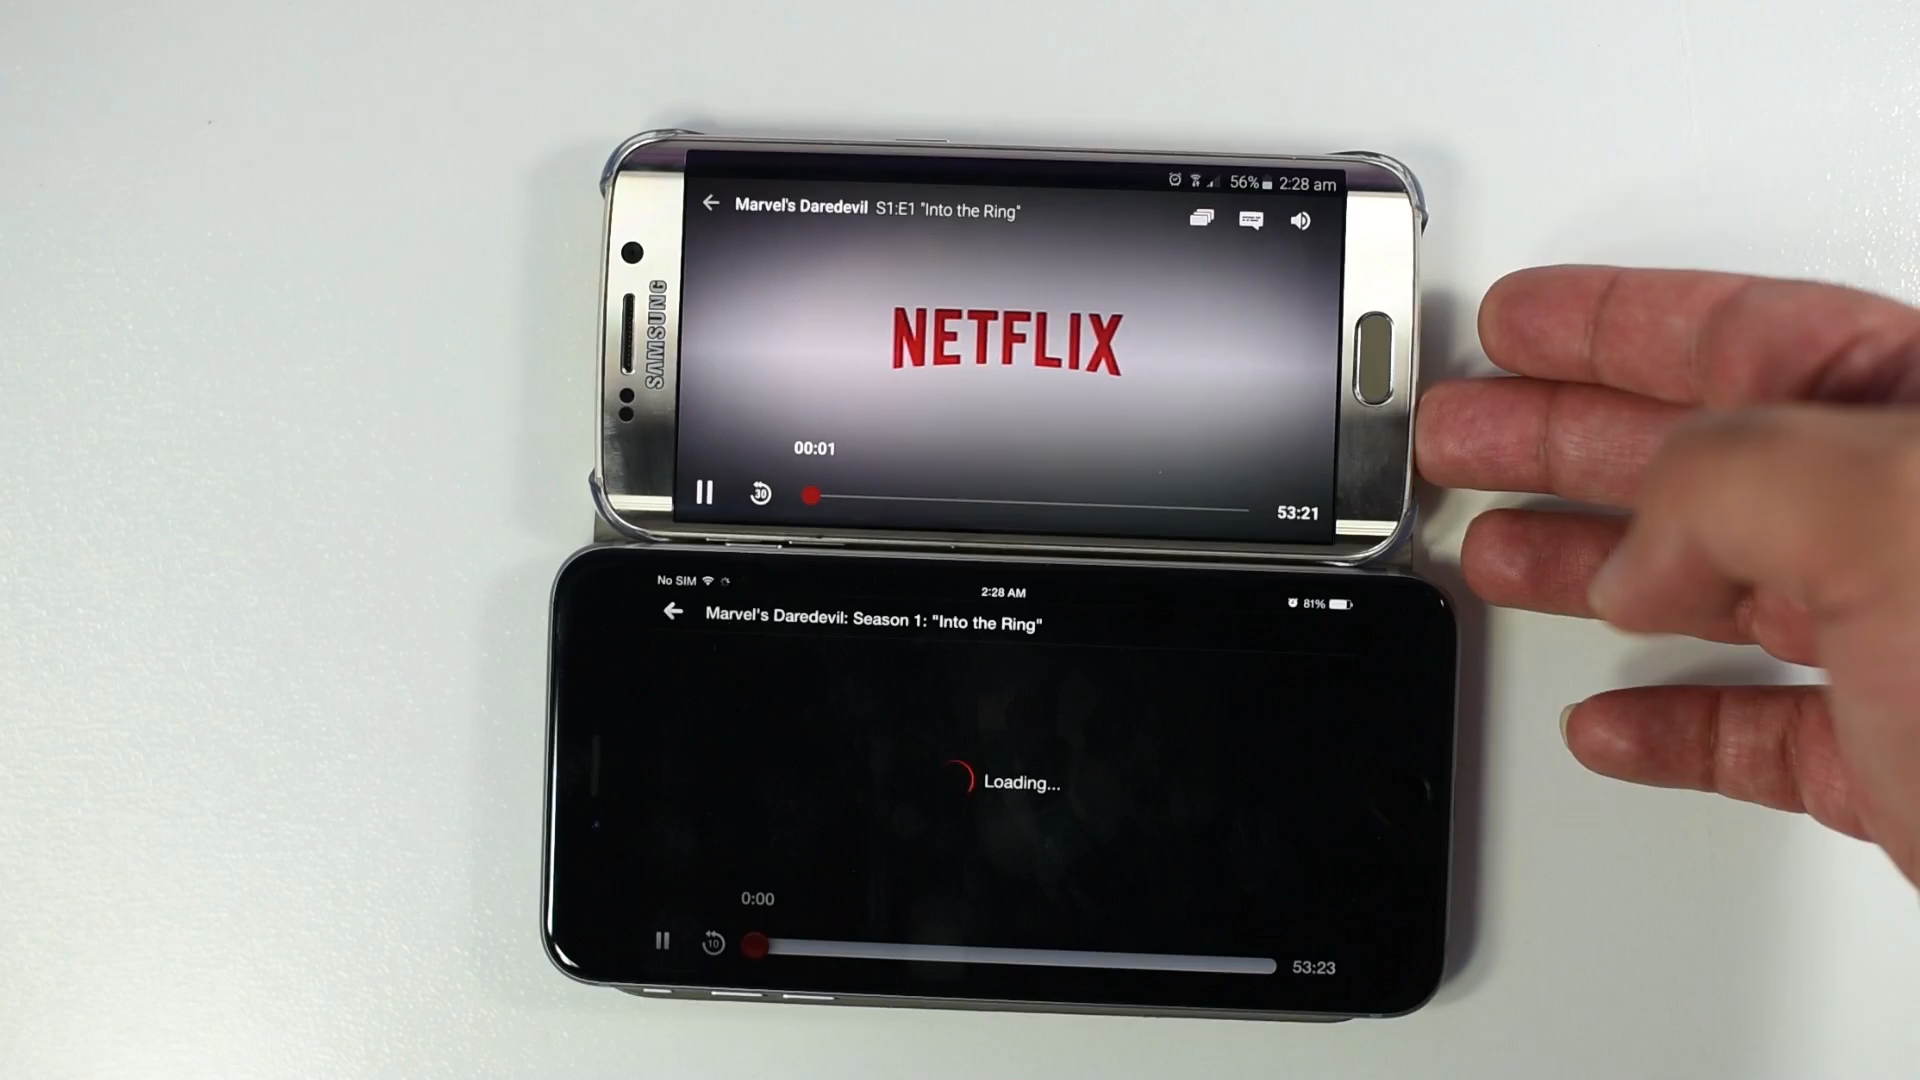 56% 2:28 am
Marvel's Daredevil S1:E1 "Into the Ring"
SAMSUNG
NETFLIX
00:01
30
53:21
No SIM
2:28 AM
81%
Marvel's Daredevil: Season 1: "Into the Ring"
Loading...
0:00
10
53:23